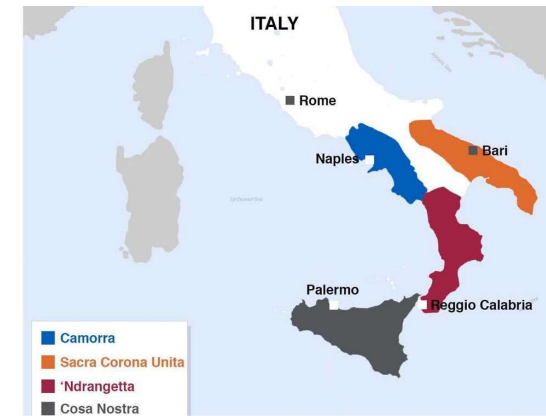 ITALY
Rome
Bari
Naples
Palermo
Reggio Calabria
Camorra
Sacra Corona Unita
‘Ndrangetta
Cosa Nostra